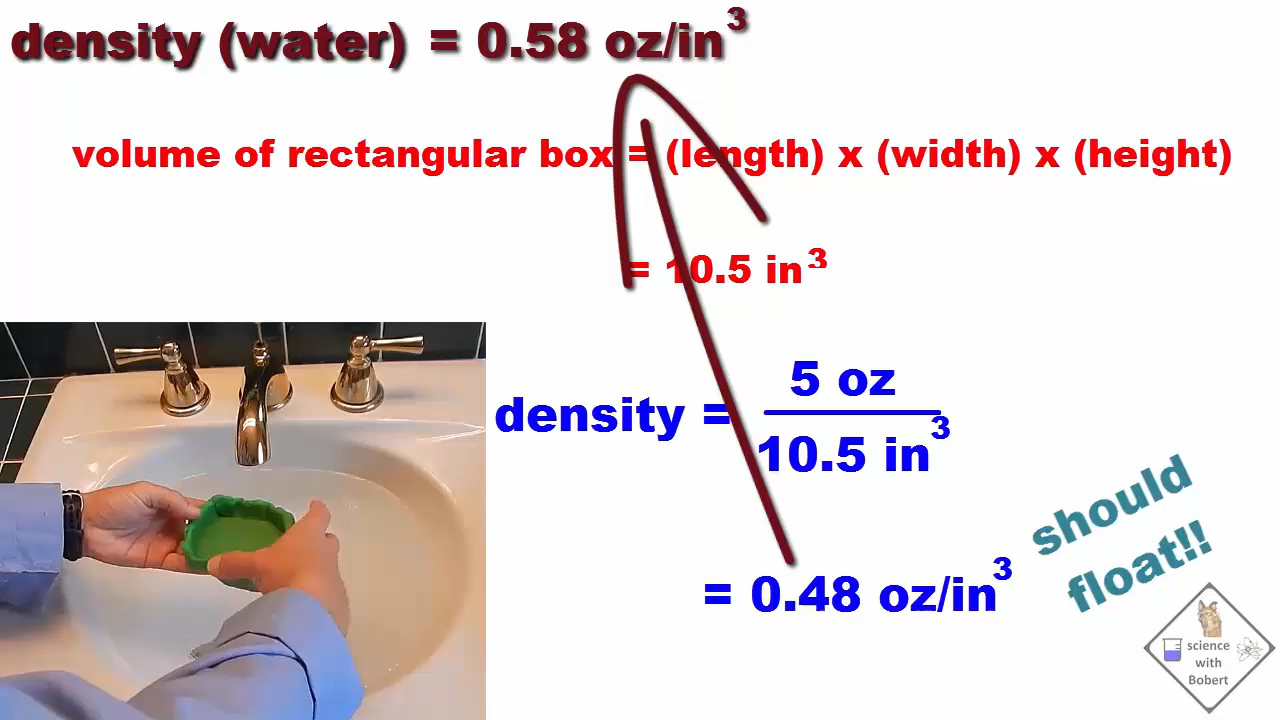 density (water) = 0.58 oz/in³
volume of rectangular box = (length) x (width) x (height)
= 10.5 in³
density = 5 oz / 10.5 in³
= 0.48 oz/in³
should
float!!
science
with
Bobert